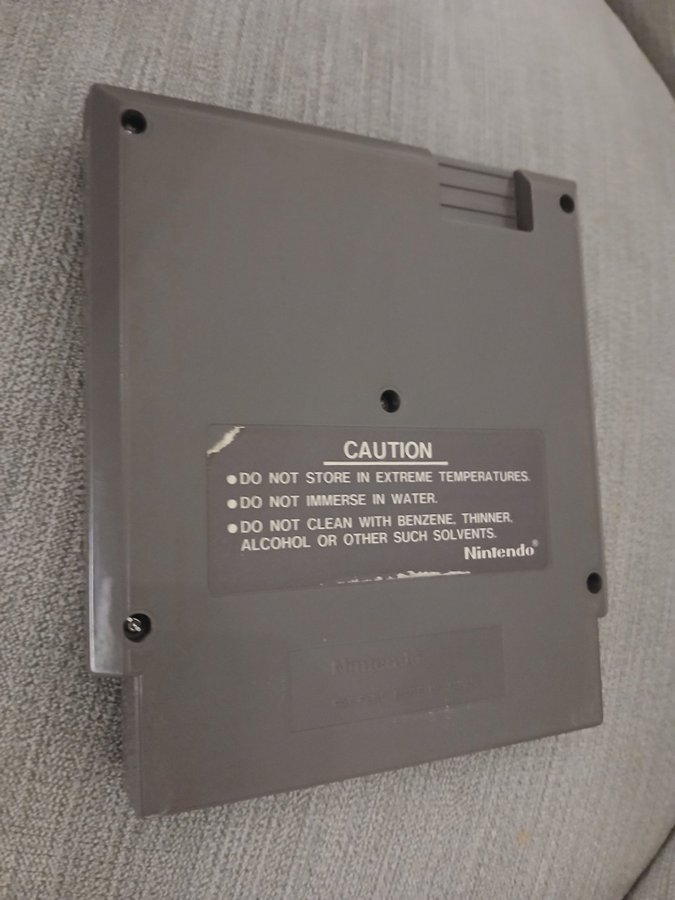 CAUTION
●DO NOT STORE IN EXTREME TEMPERATURES.
●DO NOT IMMERSE IN WATER.
●DO NOT CLEAN WITH BENZENE, THINNER,
ALCOHOL OR OTHER SUCH SOLVENTS.
Nintendo®
Nintendo